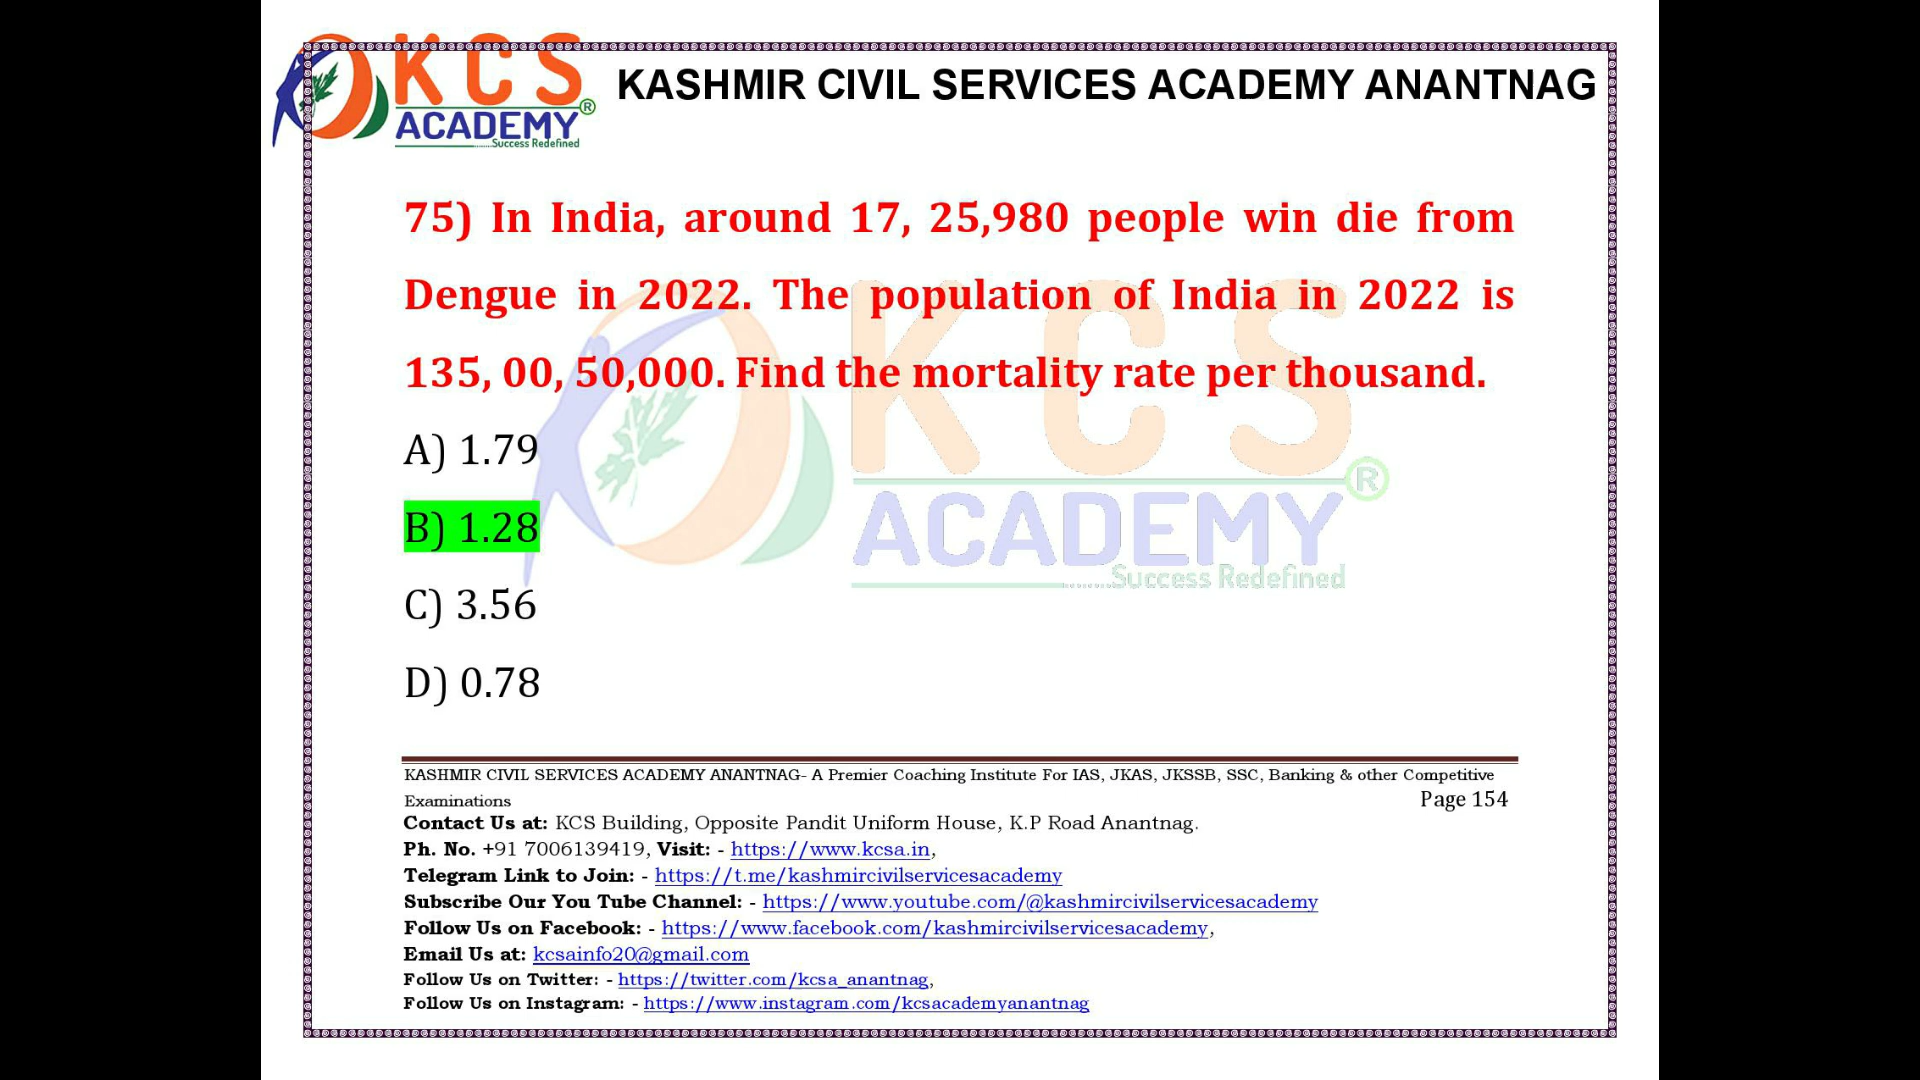 KCS
ACADEMY®
........Success Redefined
KASHMIR CIVIL SERVICES ACADEMY ANANTNAG
75) In India, around 17, 25,980 people win die from
Dengue in 2022. The population of India in 2022 is
135, 00, 50,000. Find the mortality rate per thousand.
A) 1.79
B) 1.28
C) 3.56
D) 0.78
KCS
ACADEMY®
........Success Redefined
KASHMIR CIVIL SERVICES ACADEMY ANANTNAG- A Premier Coaching Institute For IAS, JKAS, JKSSB, SSC, Banking & other Competitive
Examinations Page 154
Contact Us at: KCS Building, Opposite Pandit Uniform House, K.P Road Anantnag.
Ph. No. +91 7006139419, Visit: - https://www.kcsa.in,
Telegram Link to Join: - https://t.me/kashmircivilservicesacademy
Subscribe Our You Tube Channel: - https://www.youtube.com/@kashmircivilservicesacademy
Follow Us on Facebook: - https://www.facebook.com/kashmircivilservicesacademy,
Email Us at: kcsainfo20@gmail.com
Follow Us on Twitter: - https://twitter.com/kcsa_anantnag,
Follow Us on Instagram: - https://www.instagram.com/kcsacademyanantnag